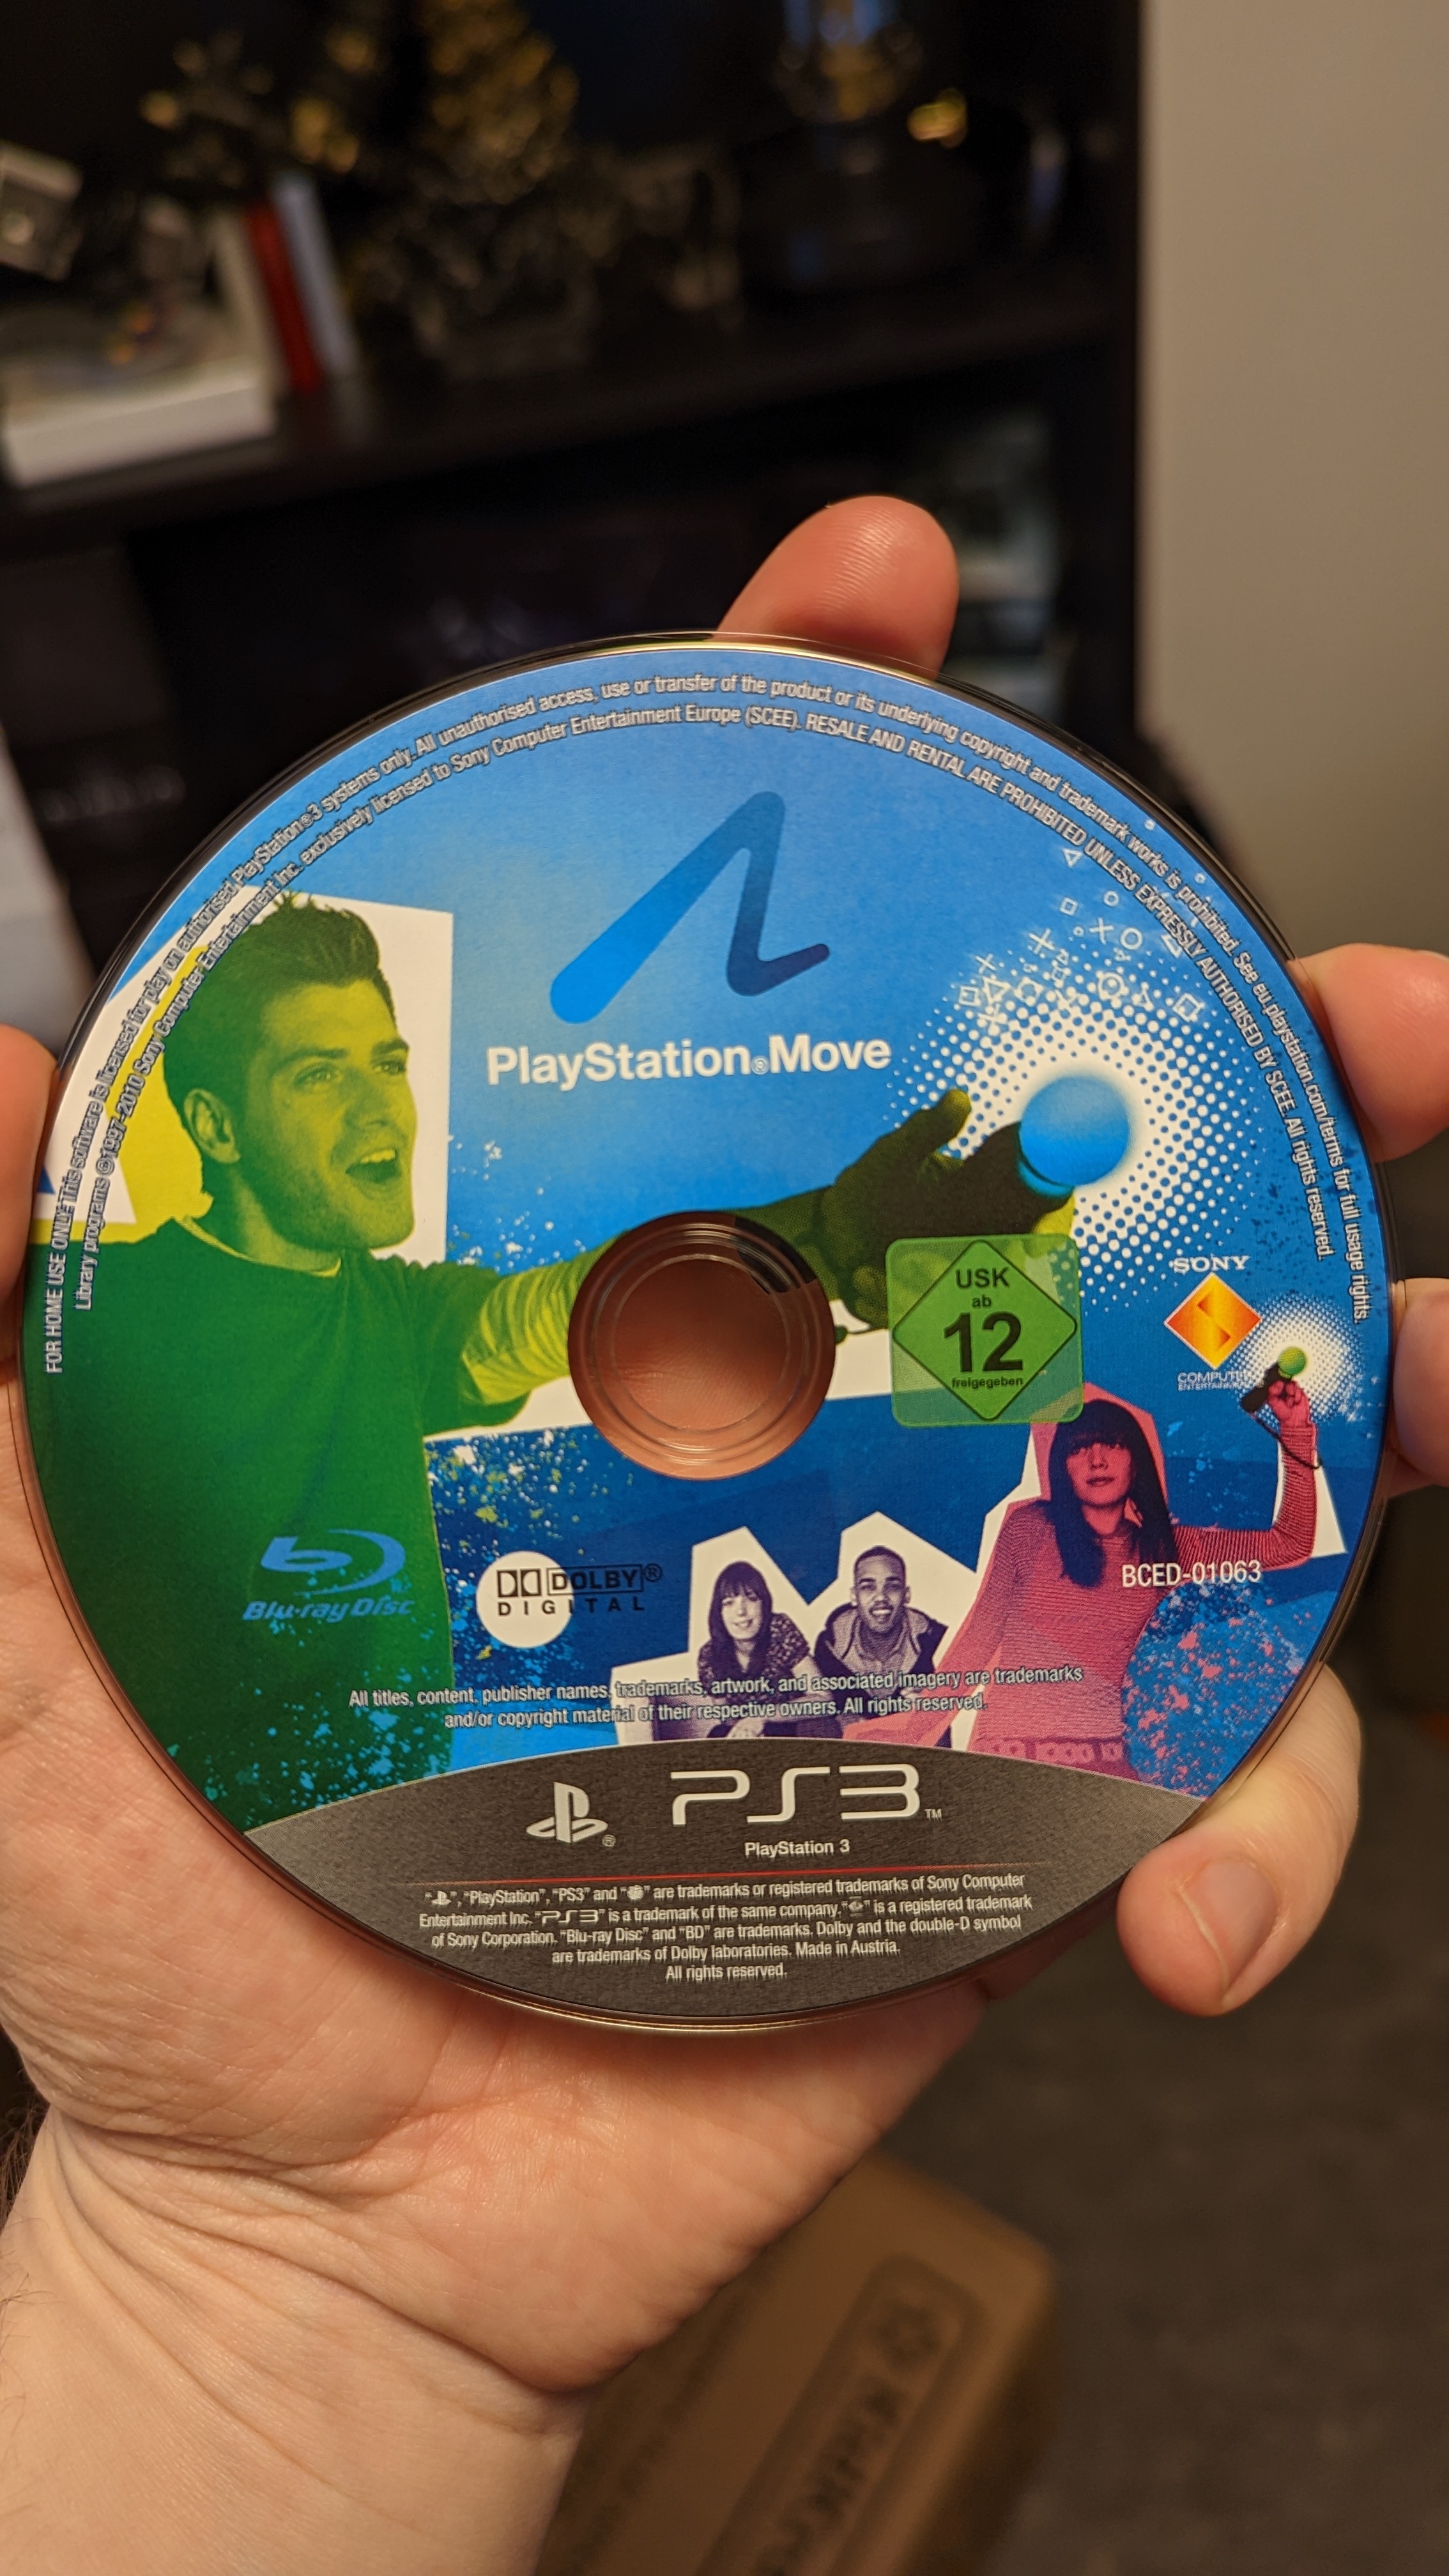 FOR HOME USE ONLY. This software is licensed for play on authorised PlayStation®3 systems only. All unauthorised access, use or transfer of the product or its underlying copyright and trademark works is prohibited. See eu.playstation.com/terms for full usage rights.
Library programs ©1997-2010 Sony Computer Entertainment Inc. exclusively licensed to Sony Computer Entertainment Europe (SCEE). RESALE AND RENTAL ARE PROHIBITED UNLESS EXPRESSLY AUTHORISED BY SCEE. All rights reserved.
PlayStation®Move
USK
ab
12
freigegeben
SONY
COMPUTER
ENTERTAINMENT
Blu-ray Disc
DOLBY®
DIGITAL
BCED-01063
All titles, content, publisher names, trademarks, artwork, and associated imagery are trademarks
and/or copyright material of their respective owners. All rights reserved.
PS3™
PlayStation 3
“”, “PlayStation”, “PS3” and “” are trademarks or registered trademarks of Sony Computer
Entertainment Inc. “PS3” is a trademark of the same company. “” is a registered trademark
of Sony Corporation. “Blu-ray Disc” and “BD” are trademarks. Dolby and the double-D symbol
are trademarks of Dolby laboratories. Made in Austria.
All rights reserved.